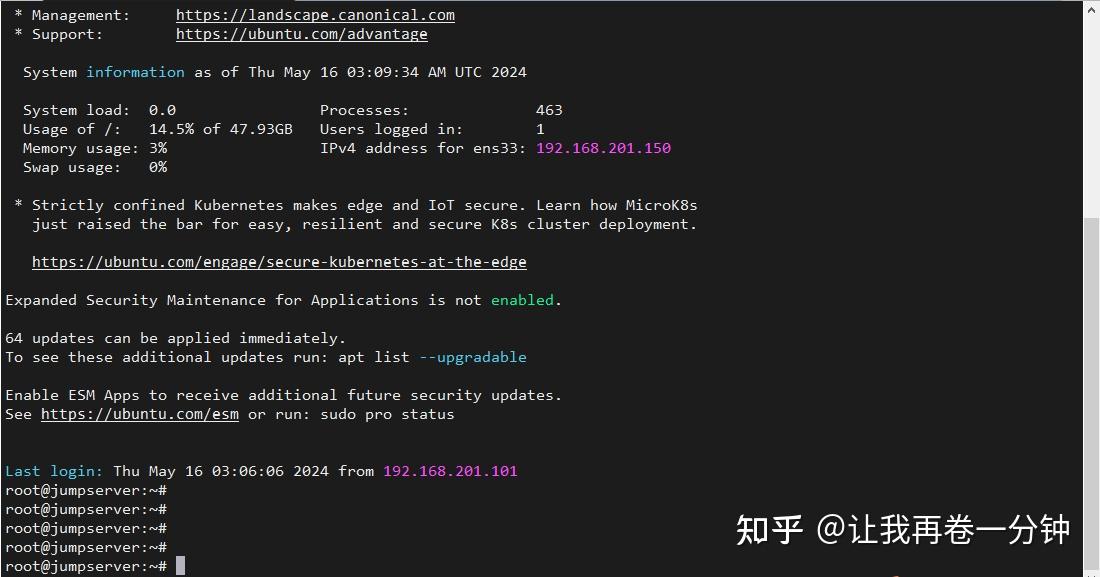 * Management: https://landscape.canonical.com
* Support: https://ubuntu.com/advantage
System information as of Thu May 16 03:09:34 AM UTC 2024
System load: 0.0 Processes: 463
Usage of /: 14.5% of 47.93GB Users logged in: 1
Memory usage: 3% IPv4 address for ens33: 192.168.201.150
Swap usage: 0%
* Strictly confined Kubernetes makes edge and IoT secure. Learn how MicroK8s
just raised the bar for easy, resilient and secure K8s cluster deployment.
https://ubuntu.com/engage/secure-kubernetes-at-the-edge
Expanded Security Maintenance for Applications is not enabled.
64 updates can be applied immediately.
To see these additional updates run: apt list --upgradable
Enable ESM Apps to receive additional future security updates.
See https://ubuntu.com/esm or run: sudo pro status
Last login: Thu May 16 03:06:06 2024 from 192.168.201.101
root@jumpserver:~#
root@jumpserver:~#
root@jumpserver:~#
root@jumpserver:~#
root@jumpserver:~#
知乎 @让我再卷一分钟